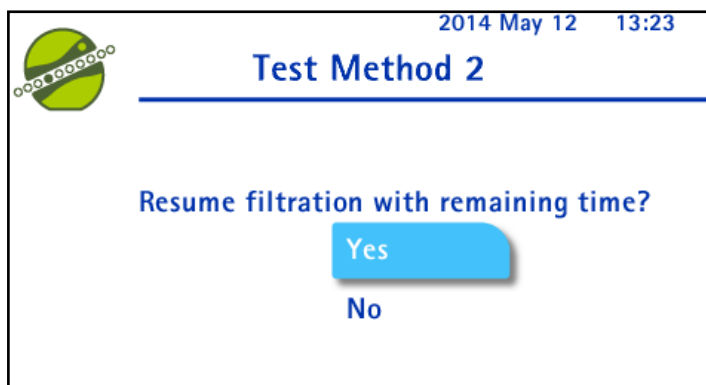 2014 May 12 13:23
Test Method 2
Resume filtration with remaining time?
Yes
No